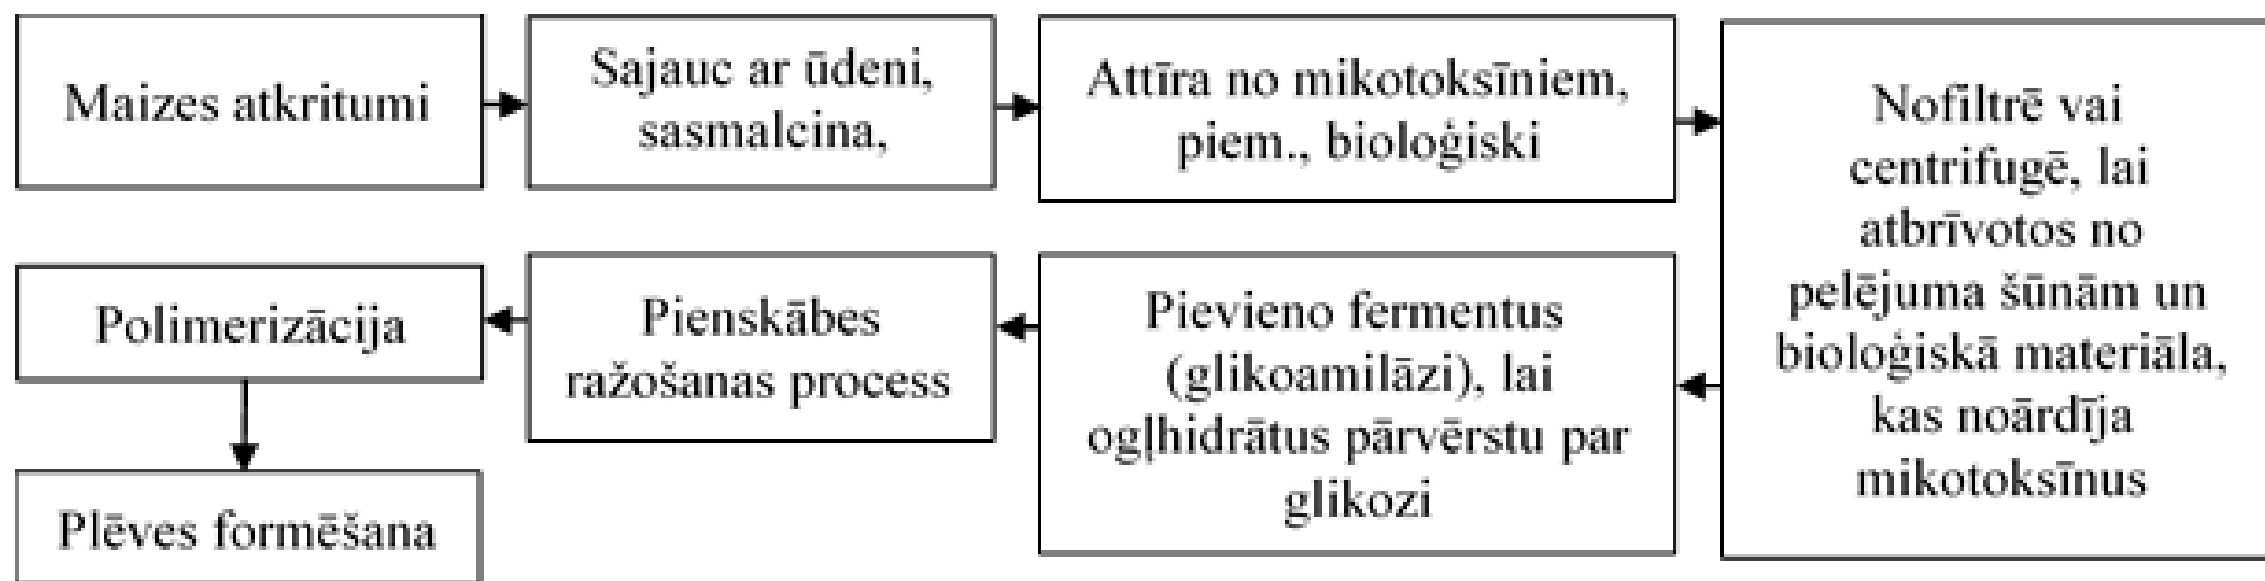 Maizes atkritumi
Sajauc ar ūdeni,
sasmalcina,
Attīra no mikotoksīniem,
piem., bioloģiski
Nofiltrē vai
centrifugē, lai
atbrīvotos no
pelējuma šūnām un
bioloģiskā materiāla,
kas noārdīja
mikotoksīnus
Pievieno fermentus
(glikoamilāzi), lai
ogļhidrātus pārvērstu par
glikozi
Pienskābes
ražošanas process
Polimerizācija
Plēves formēšana